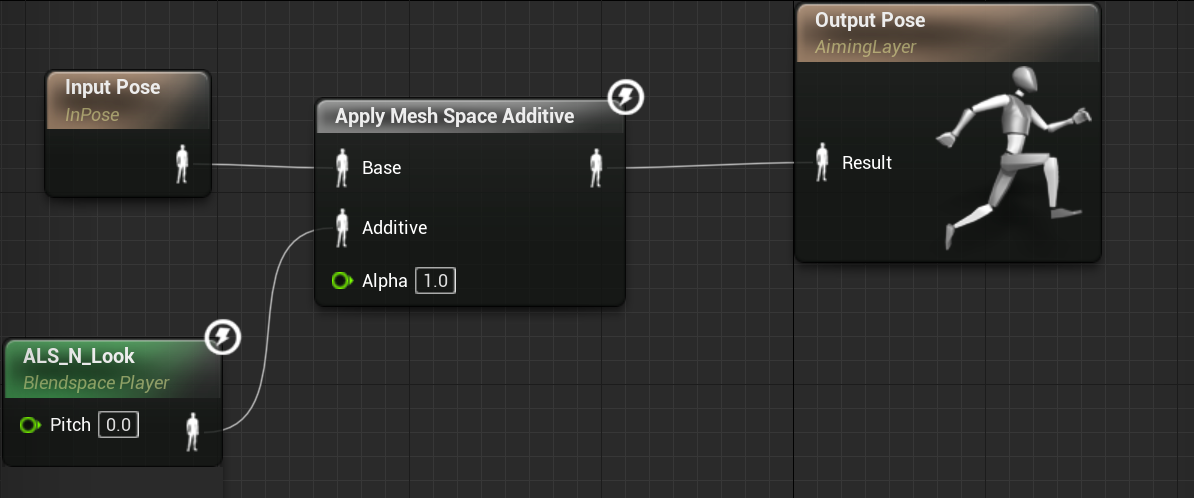 Input Pose
InPose
Apply Mesh Space Additive
Base
Additive
Alpha 1.0
Output Pose
AimingLayer
Result
ALS_N_Look
Blendspace Player
Pitch 0.0